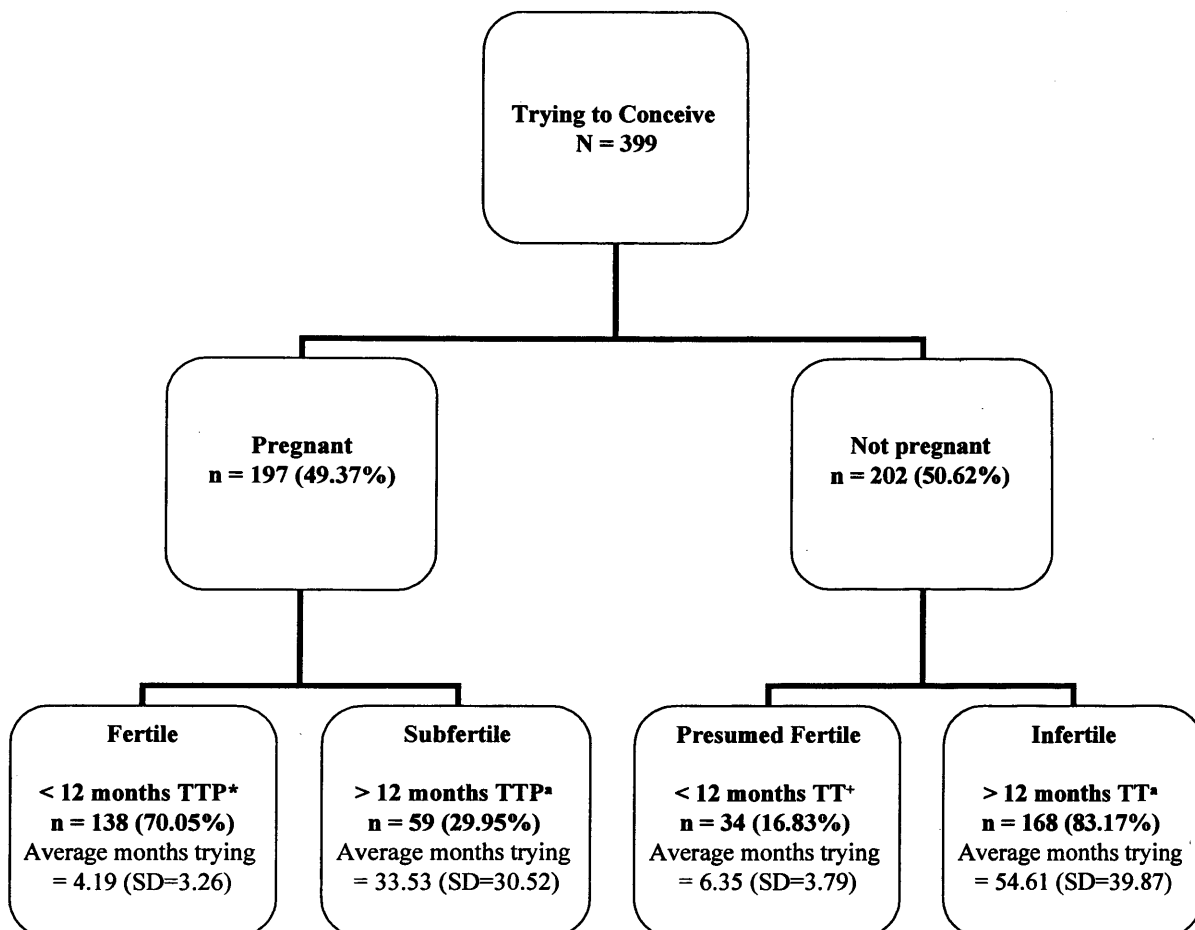 Trying to Conceive
N = 399
Pregnant
n = 197 (49.37%)
Not pregnant
n = 202 (50.62%)
Fertile
< 12 months TTP*
n = 138 (70.05%)
Average months trying
= 4.19 (SD=3.26)
Subfertile
> 12 months TTPª
n = 59 (29.95%)
Average months trying
= 33.53 (SD=30.52)
Presumed Fertile
< 12 months TT⁺
n = 34 (16.83%)
Average months trying
= 6.35 (SD=3.79)
Infertile
> 12 months TTª
n = 168 (83.17%)
Average months trying
= 54.61 (SD=39.87)